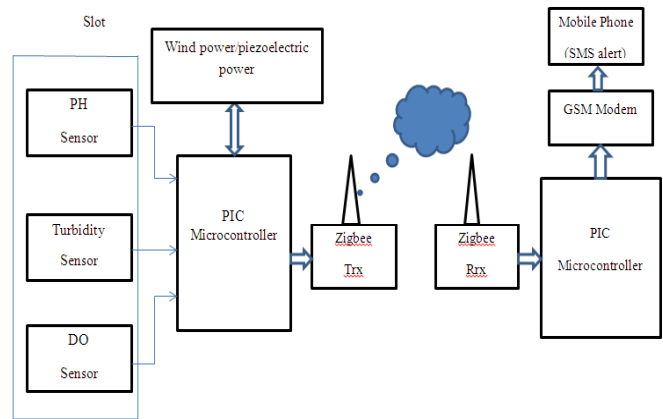 Slot
PH
Sensor
Turbidity
Sensor
DO
Sensor
Wind power/piezoelectric
power
PIC
Microcontroller
Zigbee
Trx
Zigbee
Rrx
Mobile Phone
(SMS alert)
GSM Modem
PIC
Microcontroller